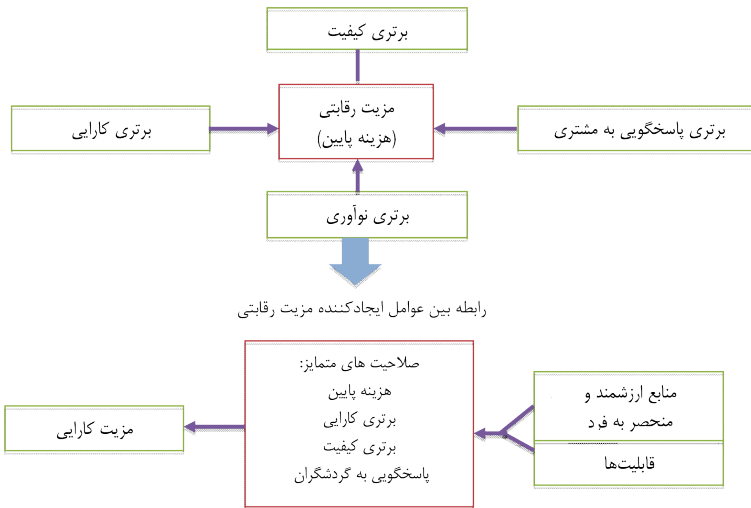 برتری کیفیت
برتری پاسخگویی به مشتری
مزیت رقابتی
(هزینه پایین)
برتری کارایی
برتری نوآوری
رابطه بین عوامل ایجادکننده مزیت رقابتی
منابع ارزشمند و
منحصر به فرد
قابلیت‌ها
صلاحیت های متمایز:
هزینه پایین
برتری کارایی
برتری کیفیت
پاسخگویی به گردشگران
مزیت کارایی